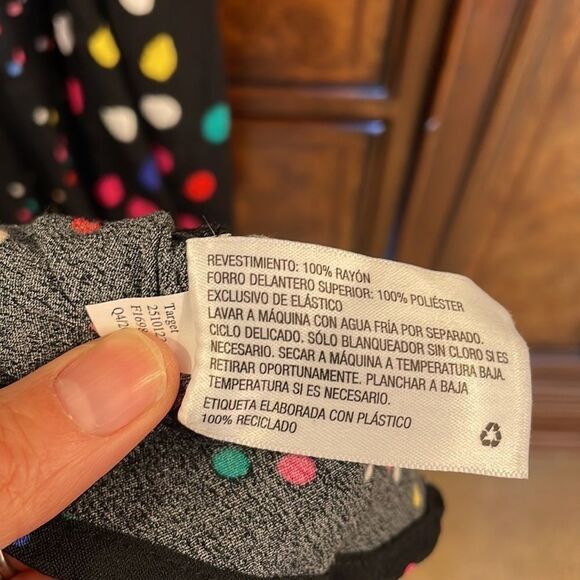 REVESTIMIENTO: 100% RAYÓN
FORRO DELANTERO SUPERIOR: 100% POLIÉSTER
EXCLUSIVO DE ELÁSTICO
LAVAR A MÁQUINA CON AGUA FRÍA POR SEPARADO.
CICLO DELICADO. SÓLO BLANQUEADOR SIN CLORO SI ES
NECESARIO. SECAR A MÁQUINA A TEMPERATURA BAJA.
RETIRAR OPORTUNAMENTE. PLANCHAR A BAJA
TEMPERATURA SI ES NECESARIO.
ETIQUETA ELABORADA CON PLÁSTICO
100% RECICLADO
Target